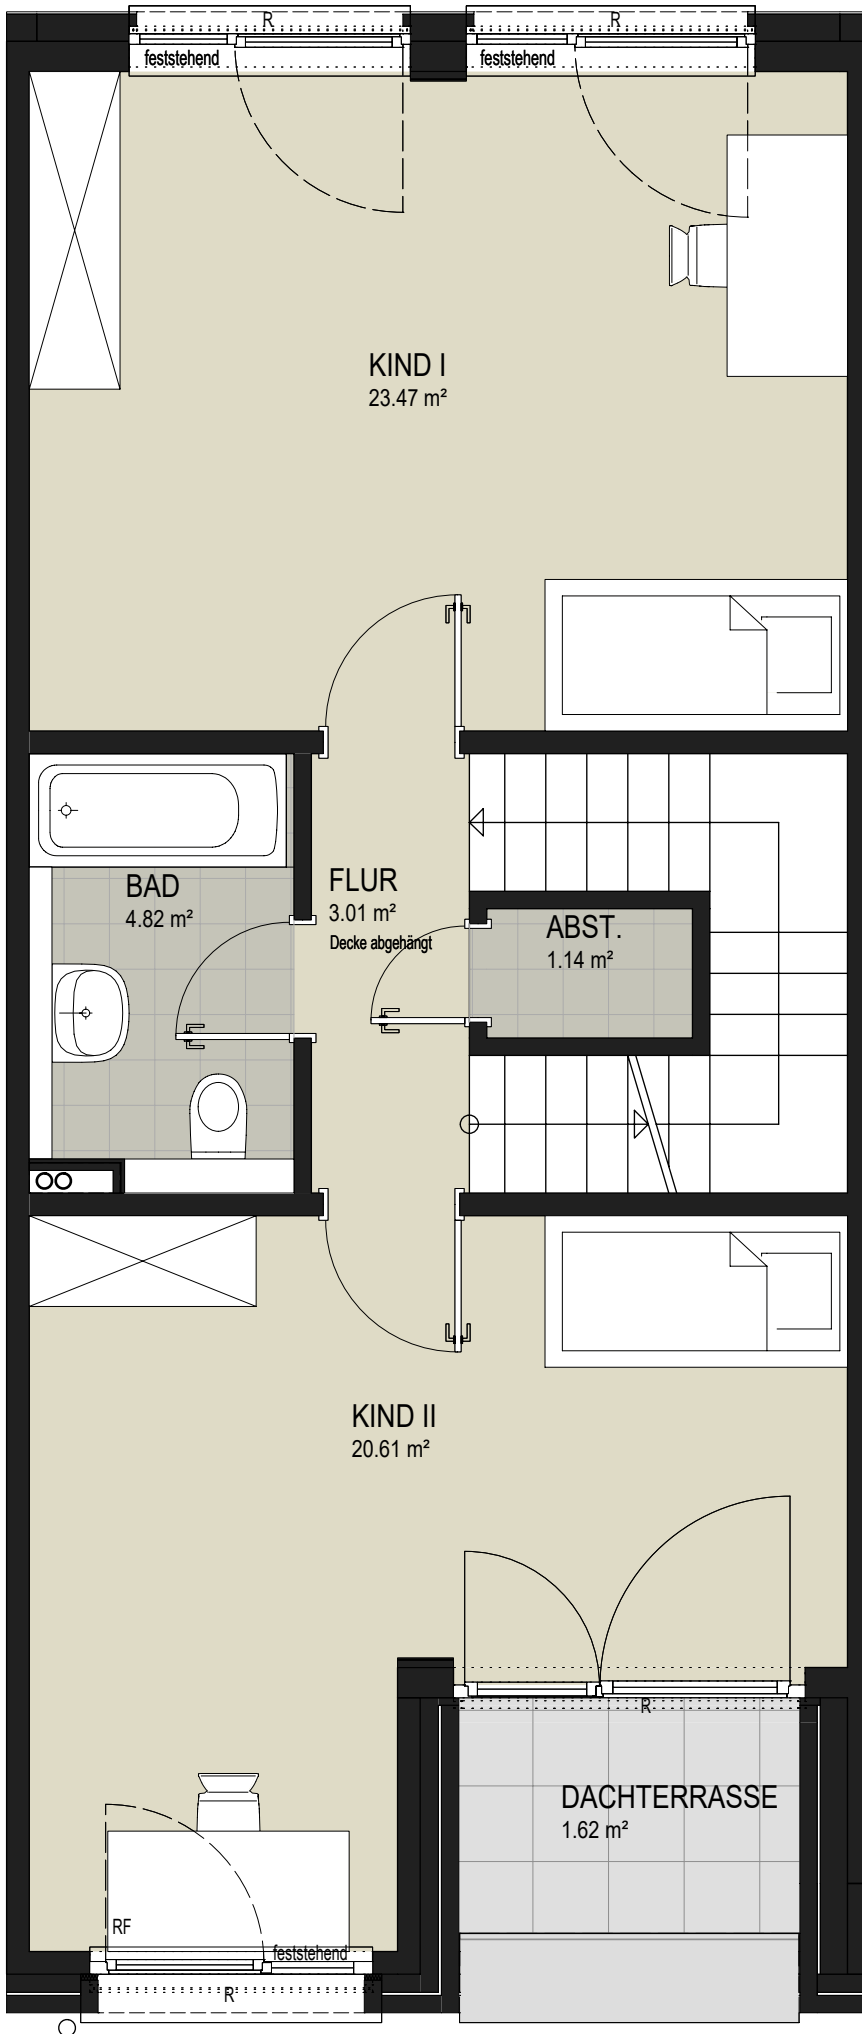 R
R
feststehend
feststehend
KIND I
23.47 m²
BAD
4.82 m²
FLUR
3.01 m²
Decke abgehängt
ABST.
1.14 m²
KIND II
20.61 m²
R
DACHTERRASSE
1.62 m²
RF
feststehend
R